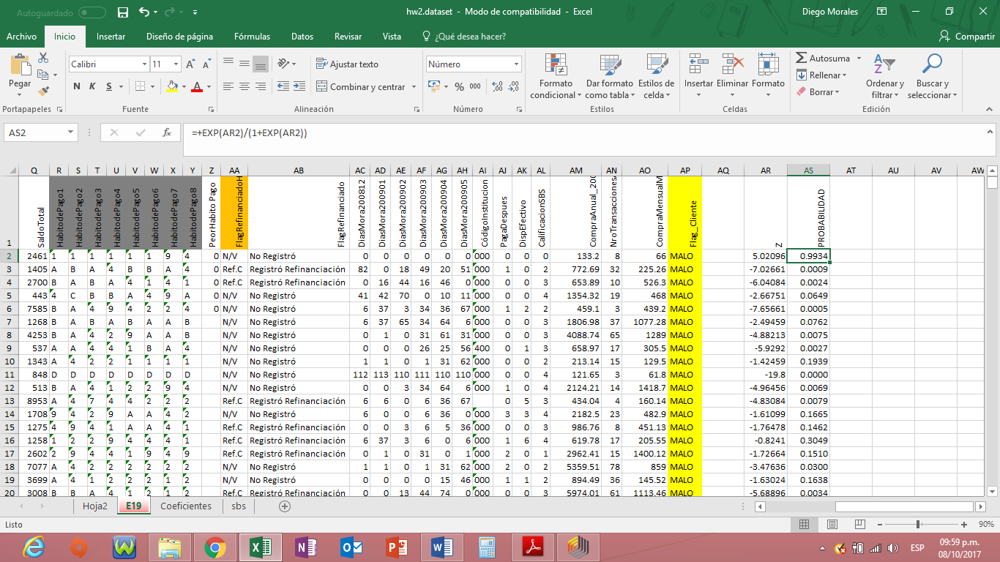 Autoguardado
hw2.dataset - Modo de compatibilidad - Excel
Diego Morales
Archivo Inicio Insertar Diseño de página Fórmulas Datos Revisar Vista ¿Qué desea hacer? Compartir
Pegar
Portapapeles
Calibri 11
N K S
Fuente
Ajustar texto
Combinar y centrar
Alineación
Número
% 000
Número
Formato condicional
Dar formato como tabla
Estilos de celda
Estilos
Insertar Eliminar Formato
Celdas
Autosuma
Rellenar
Borrar
Ordenar y filtrar
Buscar y seleccionar
Edición
AS2 fx =+EXP(AR2)/(1+EXP(AR2))
Q R S T U V W X Y Z AA AB AC AD AE AF AG AH AI AJ AK AL AM AN AO AP AQ AR AS AT AU AV AW
1 SaldoTotal HabitodePago1 HabitodePago2 HabitodePago3 HabitodePago4 HabitodePago5 HabitodePago6 HabitodePago7 HabitodePago8 PeorHabito Pago FlagRefinanciadoH FlagRefinanciado DiasMora200812 DiasMora200901 DiasMora200902 DiasMora200903 DiasMora200904 DiasMora200905 CódigoInstitucion PagaDespues DispEfectivo CalificacionSBS CompraAnual_200 NroTransacciones CompraMensualM Flag_Cliente Z PROBABILIDAD
2 2461 1 1 1 1 1 1 9 4 0 N/V No Registró 0 0 0 0 0 0 000 0 0 0 133.2 8 66 MALO 5.02096 0.9934
3 1405 A B A 4 B B A 4 0 Ref.C Registró Refinanciación 82 0 18 49 20 51 000 1 0 2 772.69 32 225.26 MALO -7.02661 0.0009
4 2700 B A B A 4 1 4 1 0 Ref.C Registró Refinanciación 0 16 44 16 46 0 000 0 0 3 653.89 10 526.3 MALO -6.04084 0.0024
5 443 4 C B B A 4 9 A 0 N/V No Registró 41 42 70 0 10 11 000 0 0 4 1354.32 19 468 MALO -2.66751 0.0649
6 7585 B A 4 9 4 2 2 4 0 N/V No Registró 6 37 3 34 36 67 000 1 2 2 459.1 3 439.2 MALO -7.65661 0.0005
7 1268 B A B A B A A B N/V No Registró 6 37 65 34 64 6 000 0 0 0 1806.98 37 1077.28 MALO -2.49459 0.0762
8 4253 B A 4 2 9 A A B N/V No Registró 0 1 0 31 61 31 000 0 0 0 4088.74 65 1289 MALO -4.88213 0.0075
9 537 A A 4 4 1 B A 4 N/V No Registró 0 0 0 26 25 56 400 0 1 3 658.97 17 305.5 MALO -5.9292 0.0027
10 1343 A 4 2 2 1 1 1 1 N/V No Registró 1 1 0 1 31 62 000 0 0 2 213.14 15 129.5 MALO -1.42459 0.1939
11 848 D D D D D D D D N/V No Registró 112 113 110 111 110 110 000 0 0 4 121.65 3 61.8 MALO -19.8 0.0000
12 513 B A 4 1 2 2 9 4 N/V No Registró 0 0 3 34 64 6 000 1 0 4 2124.21 14 1418.7 MALO -4.96456 0.0069
13 8953 A 4 7 4 4 2 2 2 Ref.C Registró Refinanciación 6 6 0 6 36 67 0 5 3 434.04 4 160.14 MALO -4.83084 0.0079
14 1708 9 4 2 9 A A 4 2 N/V No Registró 0 0 0 6 36 0 000 3 3 4 2182.5 23 482.9 MALO -1.61099 0.1665
15 1275 4 9 4 1 A A 4 1 Ref.C Registró Refinanciación 0 0 3 6 5 36 000 0 0 3 986.76 8 451.13 MALO -1.76478 0.1462
16 1258 1 2 2 9 4 4 4 1 Ref.C Registró Refinanciación 6 37 3 6 0 6 000 1 6 4 619.78 17 205.55 MALO -0.8241 0.3049
17 2602 2 9 4 4 1 9 4 9 Ref.C Registró Refinanciación 0 1 0 31 0 1 000 2 0 1 2962.41 15 1400.12 MALO -1.72664 0.1510
18 7077 A 4 2 2 2 2 2 2 N/V No Registró 1 1 0 1 31 62 000 2 0 2 5359.51 78 859 MALO -3.47636 0.0300
19 3699 A 4 1 2 2 2 1 2 N/V No Registró 0 0 0 0 15 46 000 1 1 2 894.49 36 145.52 MALO -1.63024 0.1638
20 3008 B B A 4 1 2 1 2 Ref.C Registró Refinanciación 0 0 13 44 74 0 000 0 0 3 5974.01 61 1113.46 MALO -5.68896 0.0034
Hoja2 E19 Coeficientes sbs
Listo 90%
ESP 09:59 p.m.
08/10/2017